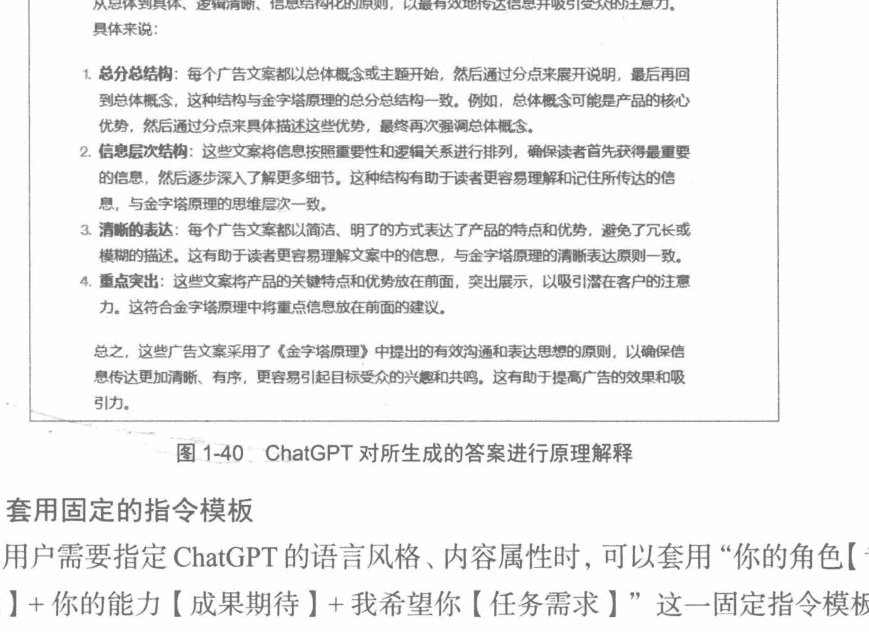 从总体到具体、逻辑清晰、信息结构化的原则，以最有效地传达信息并吸引受众的注意力。
具体来说：
1. 总分总结构：每个广告文案都以总体概念或主题开始，然后通过分点来展开说明，最后再回
到总体概念，这种结构与金字塔原理的总分总结构一致。例如，总体概念可能是产品的核心
优势，然后通过分点来具体描述这些优势，最终再次强调总体概念。
2. 信息层次结构：这些文案将信息按照重要性和逻辑关系进行排列，确保读者首先获得最重要
的信息，然后逐步深入了解更多细节。这种结构有助于读者更容易理解和记住所传达的信
息，与金字塔原理的思维层次一致。
3. 清晰的表达：每个广告文案都以简洁、明了的方式表达了产品的特点和优势，避免了冗长或
模糊的描述。这有助于读者更容易理解文案中的信息，与金字塔原理的清晰表达原则一致。
4. 重点突出：这些文案将产品的关键特点和优势放在前面，突出展示，以吸引潜在客户的注意
力。这符合金字塔原理中将重点信息放在前面的建议。
总之，这些广告文案采用了《金字塔原理》中提出的有效沟通和表达思想的原则，以确保信
息传达更加清晰、有序，更容易引起目标受众的兴趣和共鸣。这有助于提高广告的效果和吸
引力。
图 1-40 ChatGPT 对所生成的答案进行原理解释
套用固定的指令模板
用户需要指定 ChatGPT 的语言风格、内容属性时，可以套用“你的角色【
】+ 你的能力【成果期待】+ 我希望你【任务需求】”这一固定指令模板